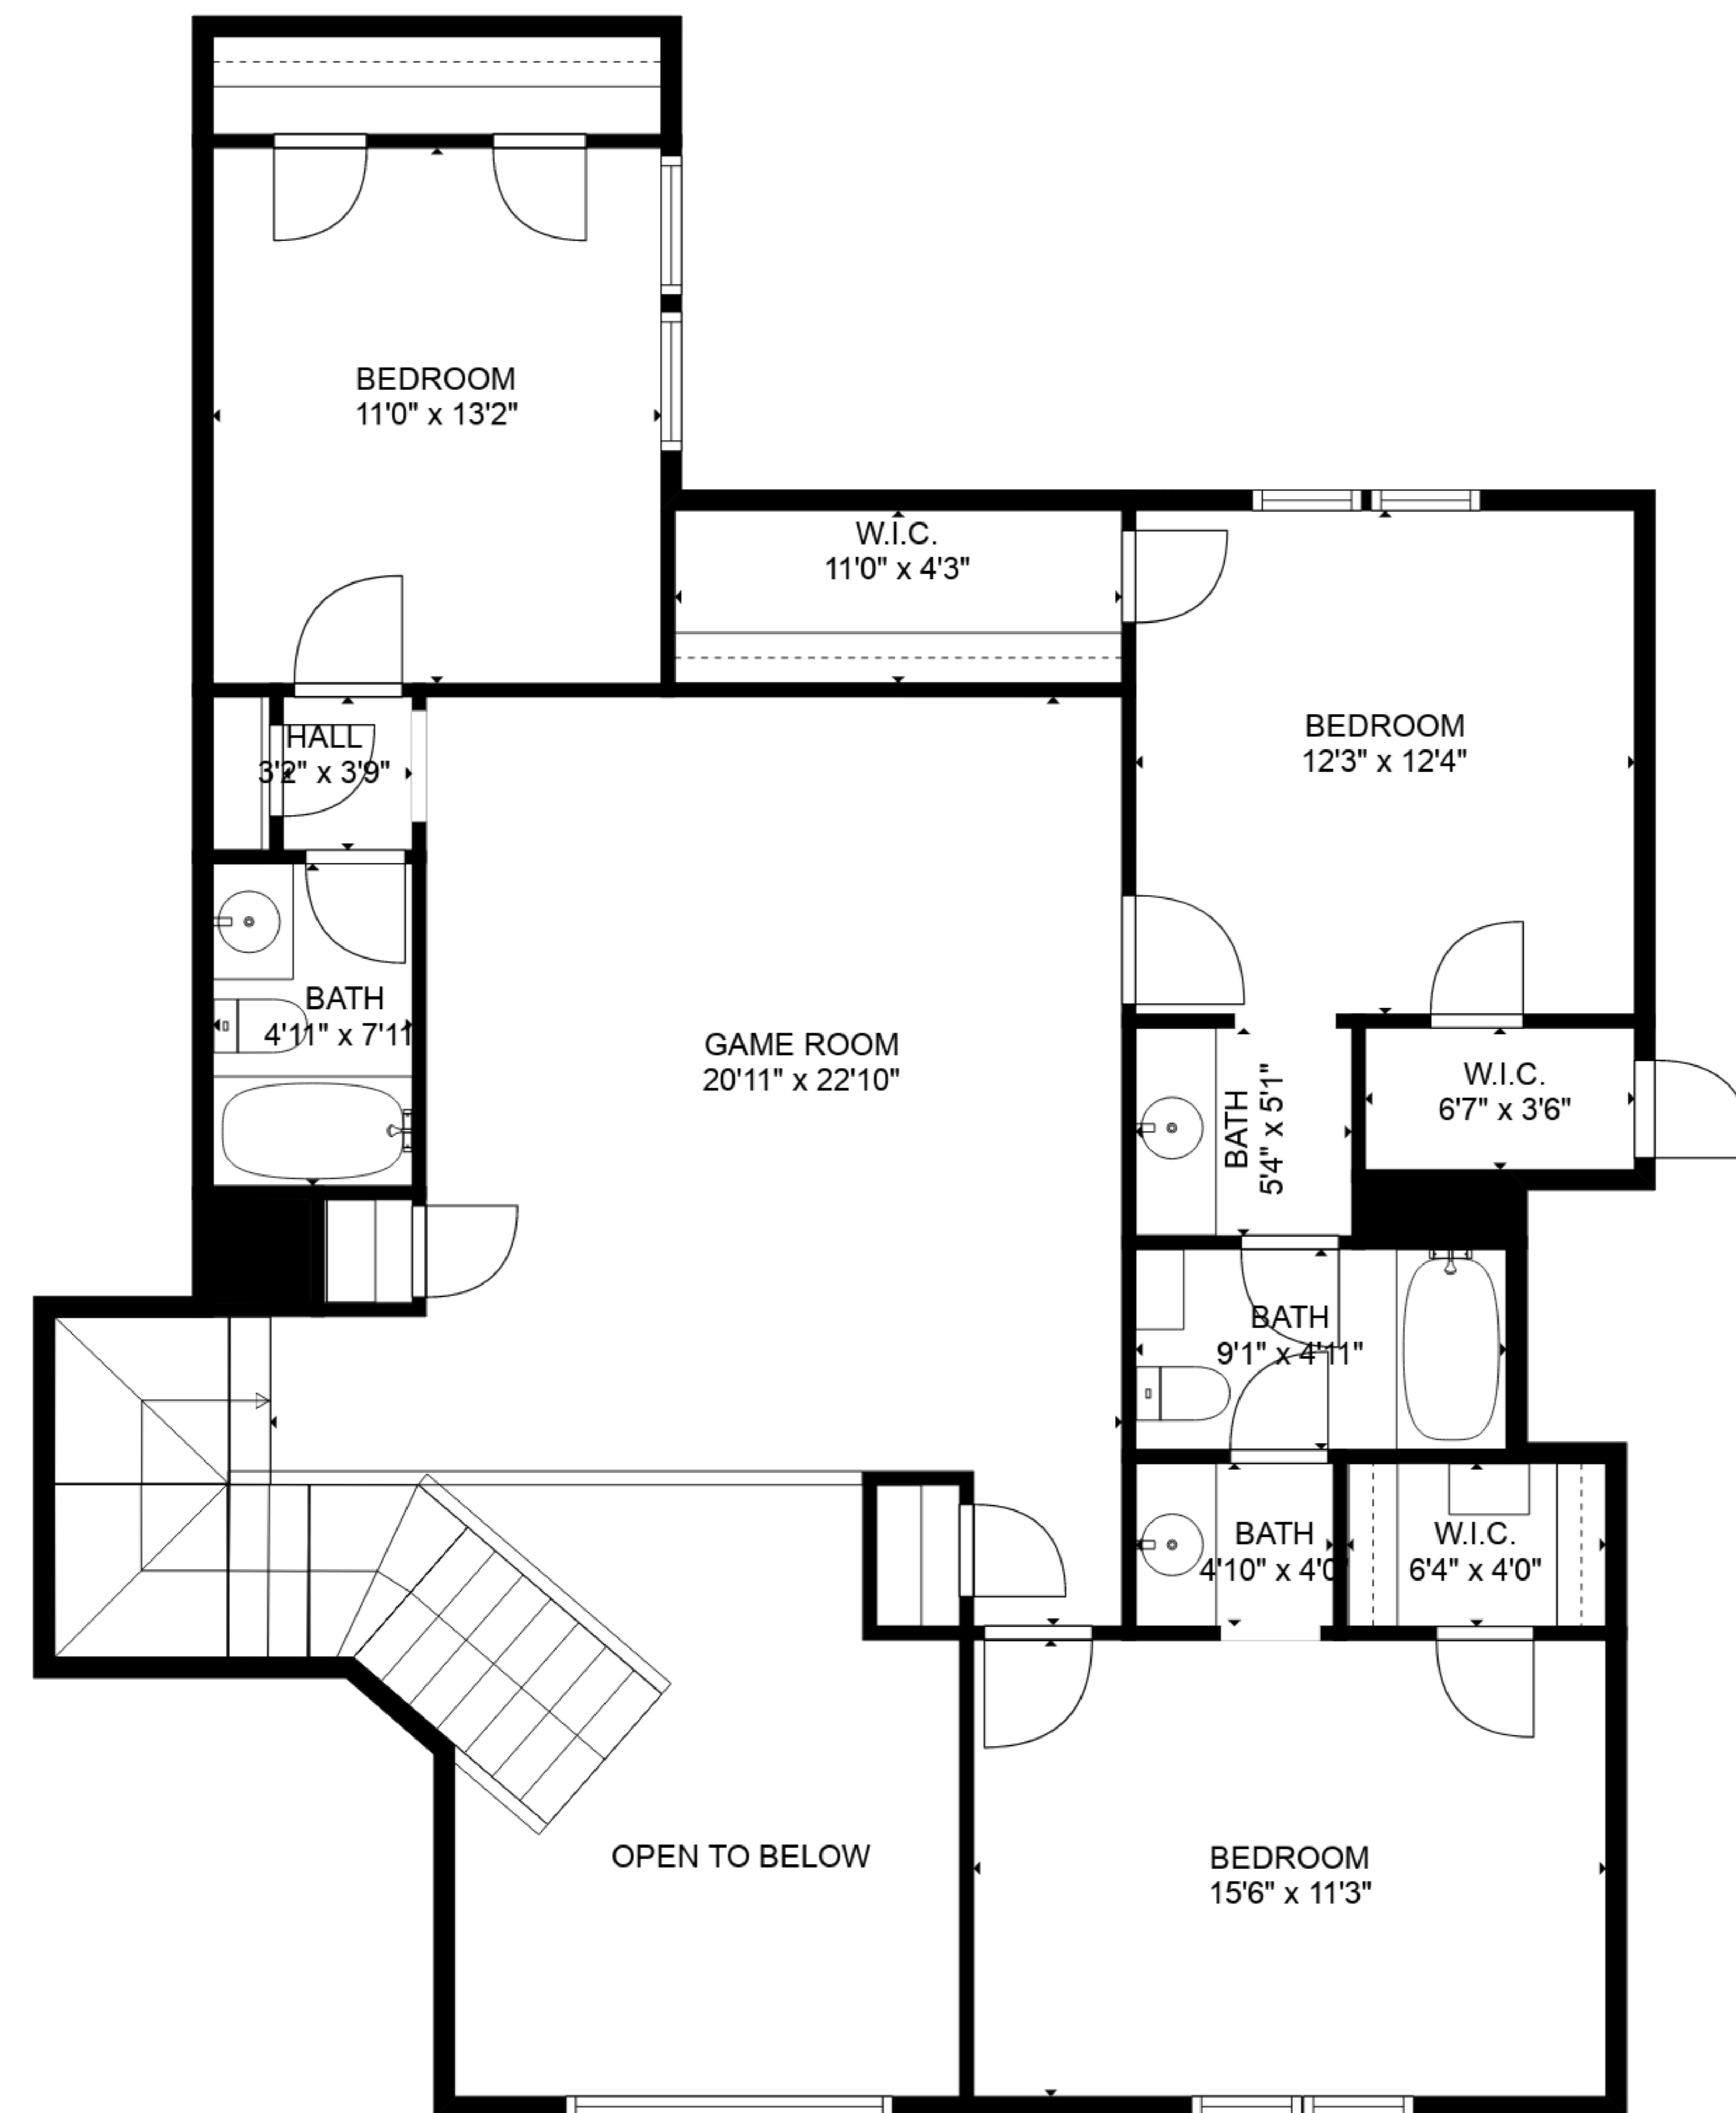 BEDROOM
11'0" x 13'2"
W.I.C.
11'0" x 4'3"
BEDROOM
12'3" x 12'4"
HALL
3'2" x 3'9"
BATH
4'11" x 7'11
GAME ROOM
20'11" x 22'10"
BATH
5'4" x 5'1"
W.I.C.
6'7" x 3'6"
BATH
9'1" x 4'11"
BATH
4'10" x 4'0
W.I.C.
6'4" x 4'0"
OPEN TO BELOW
BEDROOM
15'6" x 11'3"